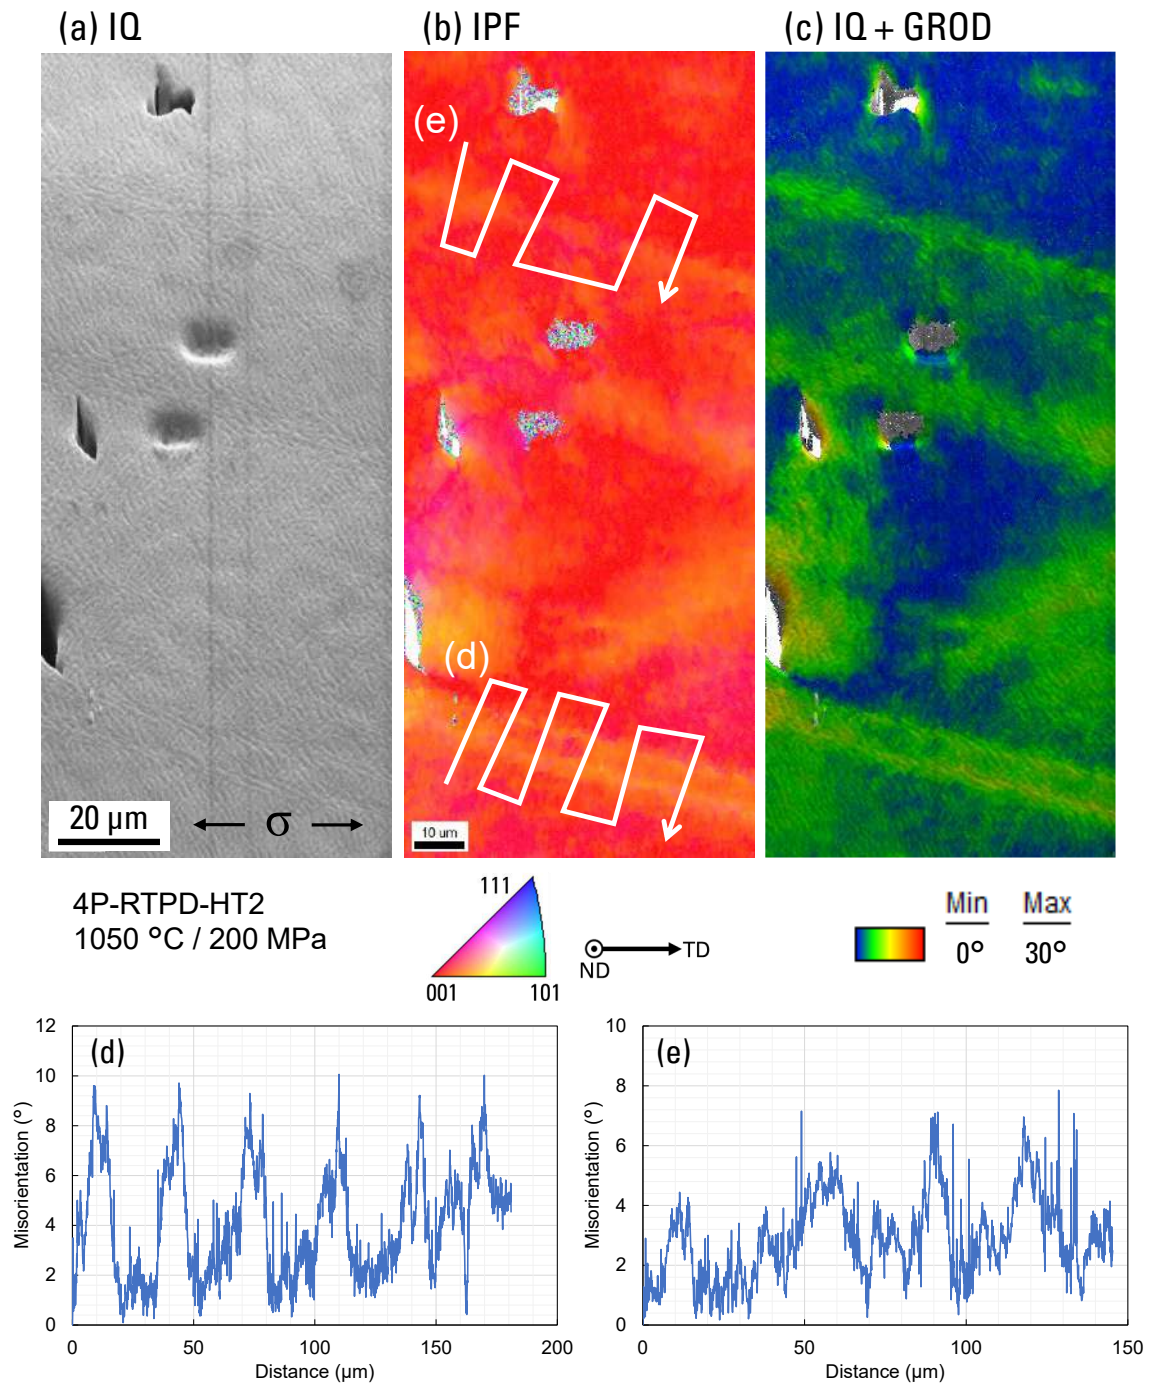 (a) IQ
(b) IPF
(c) IQ + GROD
(e)
(d)
20 µm
σ
10 um
4P-RTPD-HT2
1050 °C / 200 MPa
111
001
101
ND
TD
Min
Max
0°
30°
(d)
Misorientation (°)
12
10
8
6
4
2
0
0
50
100
150
200
Distance (µm)
(e)
Misorientation (°)
10
8
6
4
2
0
0
50
100
150
Distance (µm)